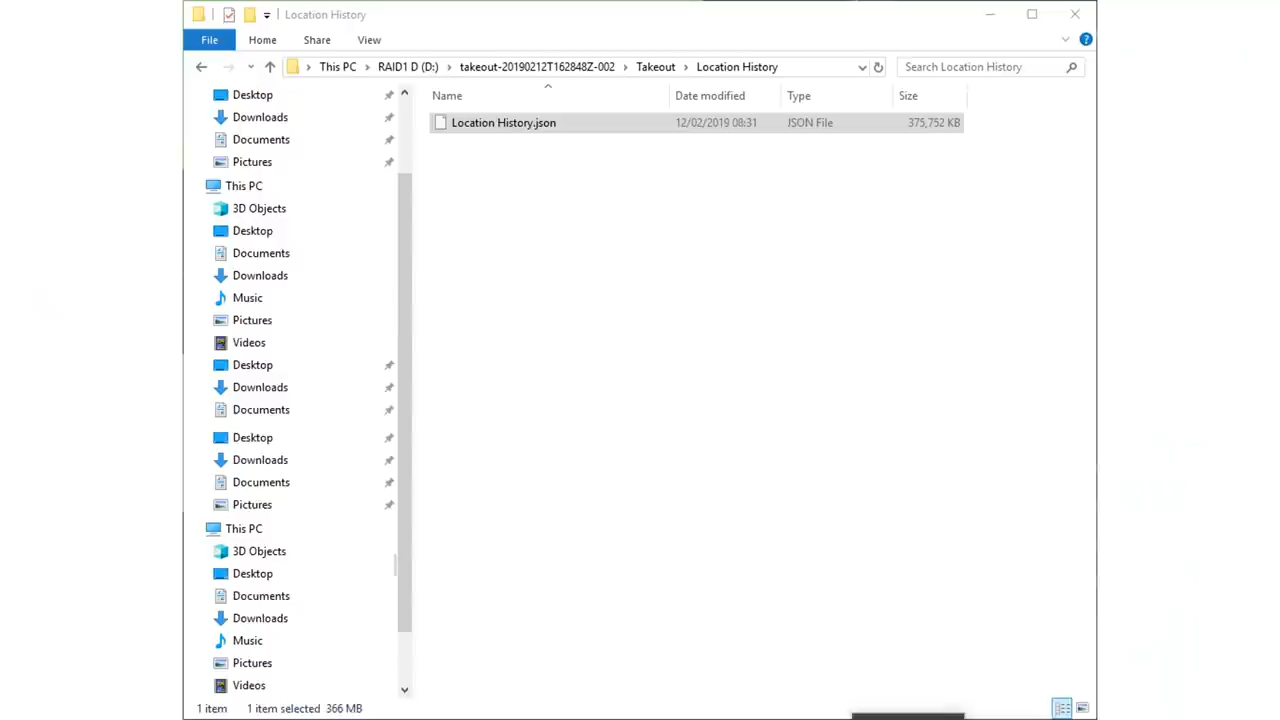 Location History
File Home Share View
This PC RAID1 D (D:) takeout-20190212T162848Z-002 Takeout Location History Search Location History
Name Date modified Type Size
Location History.json 12/02/2019 08:31 JSON File 375,752 KB
Desktop
Downloads
Documents
Pictures
This PC
3D Objects
Desktop
Documents
Downloads
Music
Pictures
Videos
Desktop
Downloads
Documents
Desktop
Downloads
Documents
Pictures
This PC
3D Objects
Desktop
Documents
Downloads
Music
Pictures
Videos
1 item 1 item selected 366 MB